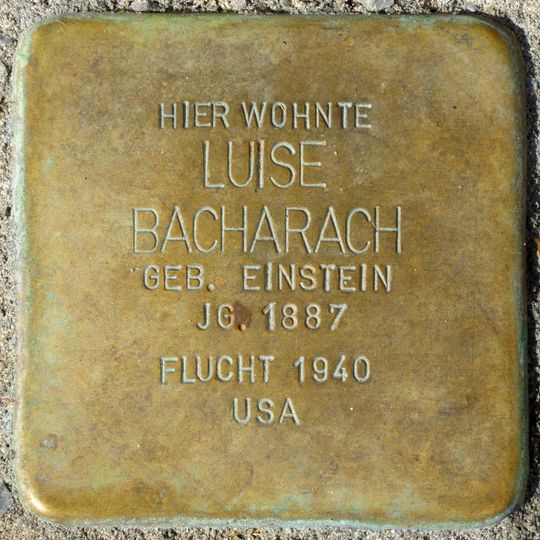 HIER WOHNTE
LUISE
BACHARACH
GEB. EINSTEIN
JG. 1887
FLUCHT 1940
USA